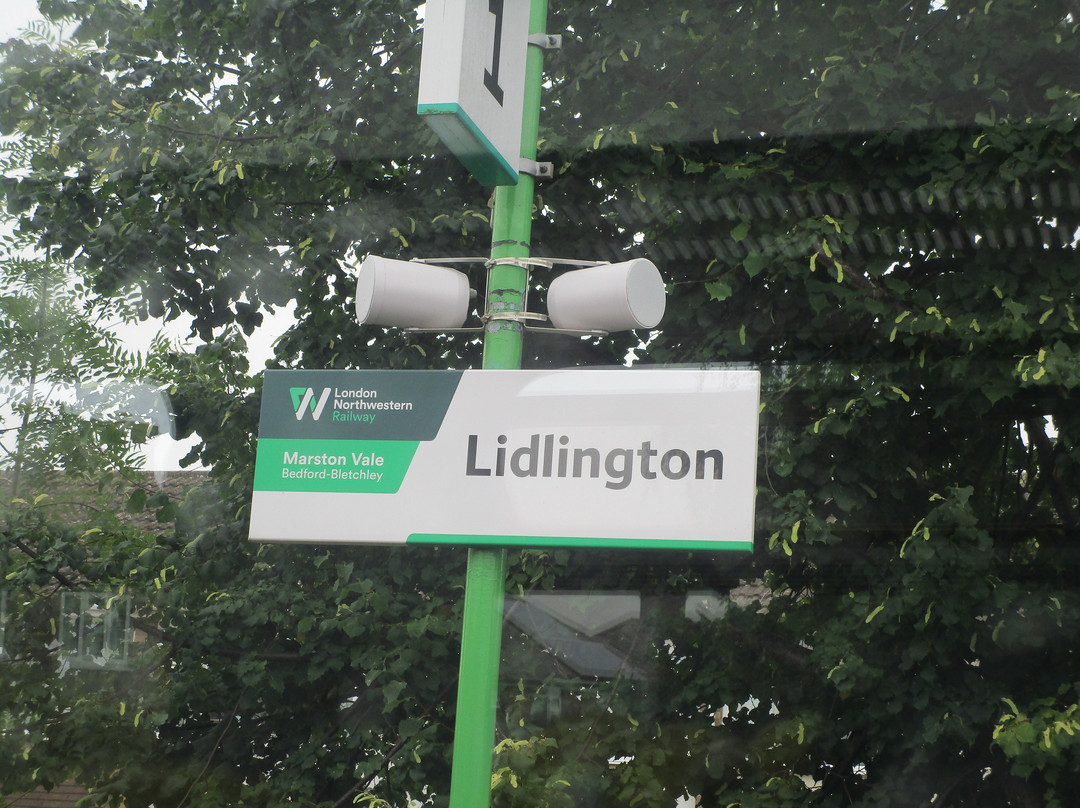 1
London
Northwestern
Railway
Marston Vale
Bedford-Bletchley
Lidlington